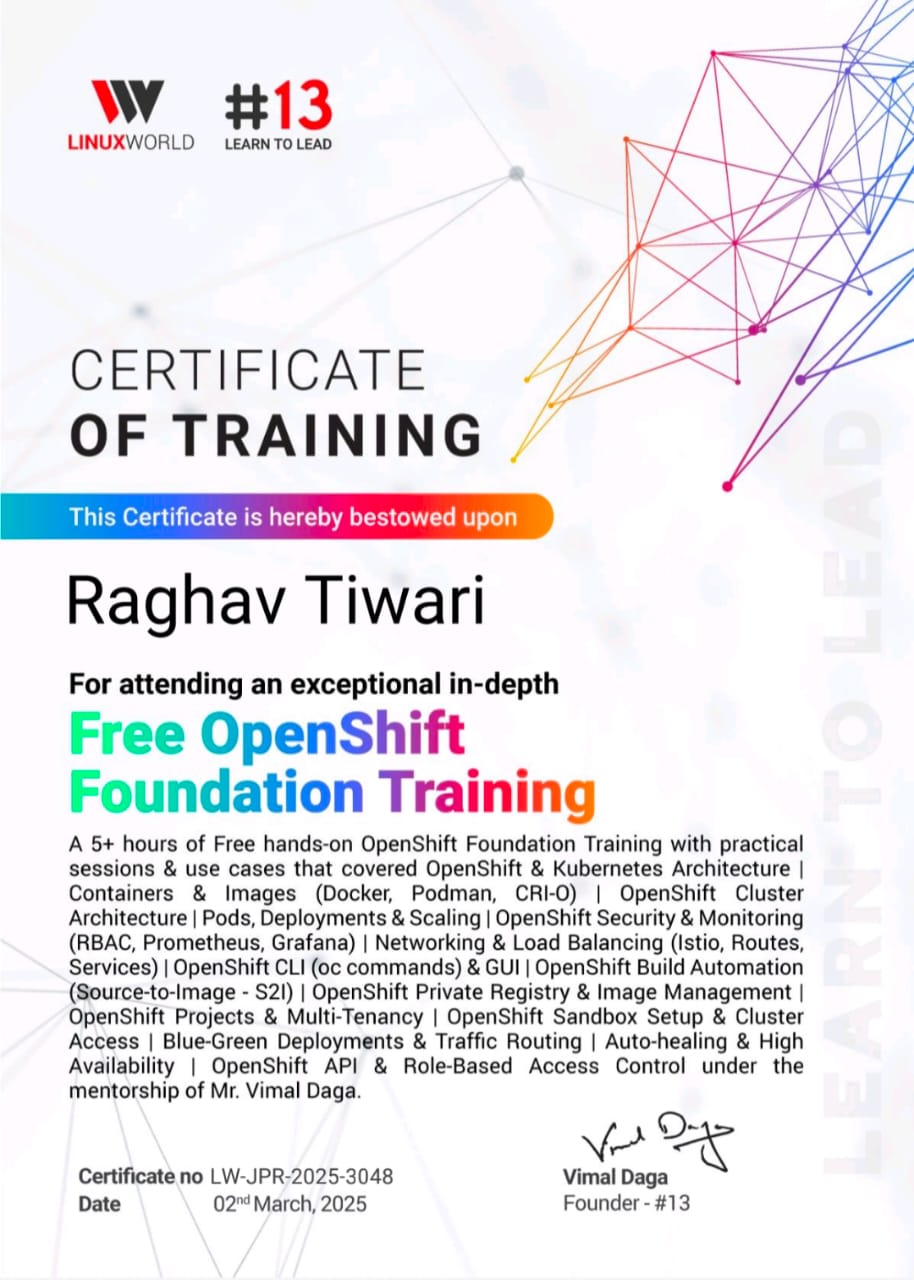 LINUXWORLD
#13
LEARN TO LEAD
CERTIFICATE
OF TRAINING
This Certificate is hereby bestowed upon
Raghav Tiwari
For attending an exceptional in-depth
Free OpenShift
Foundation Training
A 5+ hours of Free hands-on OpenShift Foundation Training with practical
sessions & use cases that covered OpenShift & Kubernetes Architecture |
Containers & Images (Docker, Podman, CRI-O) | OpenShift Cluster
Architecture | Pods, Deployments & Scaling | OpenShift Security & Monitoring
(RBAC, Prometheus, Grafana) | Networking & Load Balancing (Istio, Routes,
Services) | OpenShift CLI (oc commands) & GUI | OpenShift Build Automation
(Source-to-Image - S2I) | OpenShift Private Registry & Image Management |
OpenShift Projects & Multi-Tenancy | OpenShift Sandbox Setup & Cluster
Access | Blue-Green Deployments & Traffic Routing | Auto-healing & High
Availability | OpenShift API & Role-Based Access Control under the
mentorship of Mr. Vimal Daga.
LEARN TO LEAD
Vimal Daga
Certificate no LW-JPR-2025-3048
Date 02nd March, 2025
Vimal Daga
Founder - #13